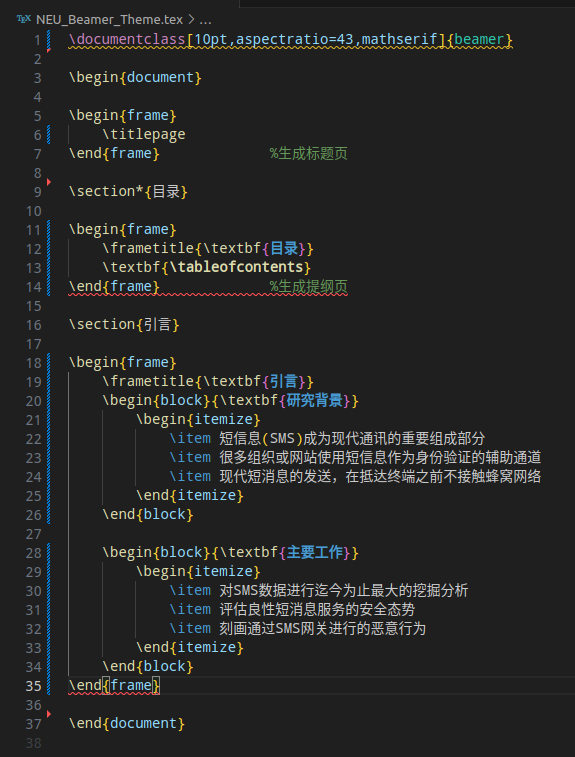 TEX NEU_Beamer_Theme.tex > ...
1 \documentclass[10pt,aspectratio=43,mathserif]{beamer}
2
3 \begin{document}
4
5 \begin{frame}
6     \titlepage
7 \end{frame}             %生成标题页
8
9 \section*{目录}
10
11 \begin{frame}
12     \frametitle{\textbf{目录}}
13     \textbf{\tableofcontents}
14 \end{frame}             %生成提纲页
15
16 \section{引言}
17
18 \begin{frame}
19     \frametitle{\textbf{引言}}
20     \begin{block}{\textbf{研究背景}}
21         \begin{itemize}
22             \item 短信息(SMS)成为现代通讯的重要组成部分
23             \item 很多组织或网站使用短信息作为身份验证的辅助通道
24             \item 现代短消息的发送，在抵达终端之前不接触蜂窝网络
25         \end{itemize}
26     \end{block}
27
28     \begin{block}{\textbf{主要工作}}
29         \begin{itemize}
30             \item 对SMS数据进行迄今为止最大的挖掘分析
31             \item 评估良性短消息服务的安全态势
32             \item 刻画通过SMS网关进行的恶意行为
33         \end{itemize}
34     \end{block}
35 \end{frame}
36
37 \end{document}
38